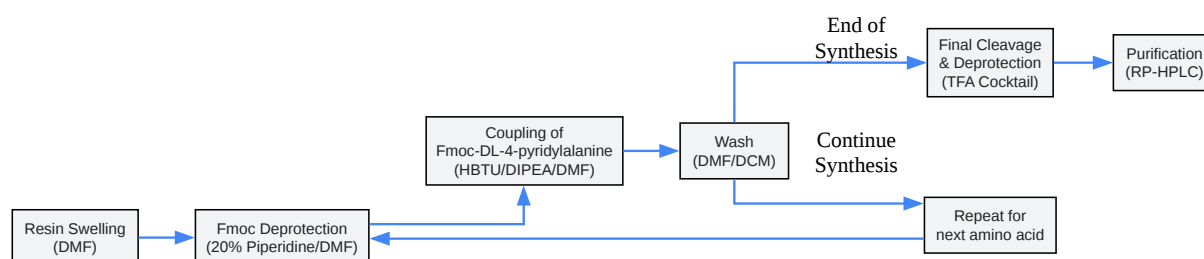 End of
Synthesis
Final Cleavage
& Deprotection
(TFA Cocktail)
Purification
(RP-HPLC)
Coupling of
Fmoc-DL-4-pyridylalanine
(HBTU/DIPEA/DMF)
Wash
(DMF/DCM)
Continue
Synthesis
Resin Swelling
(DMF)
Fmoc Deprotection
(20% Piperidine/DMF)
Repeat for
next amino acid